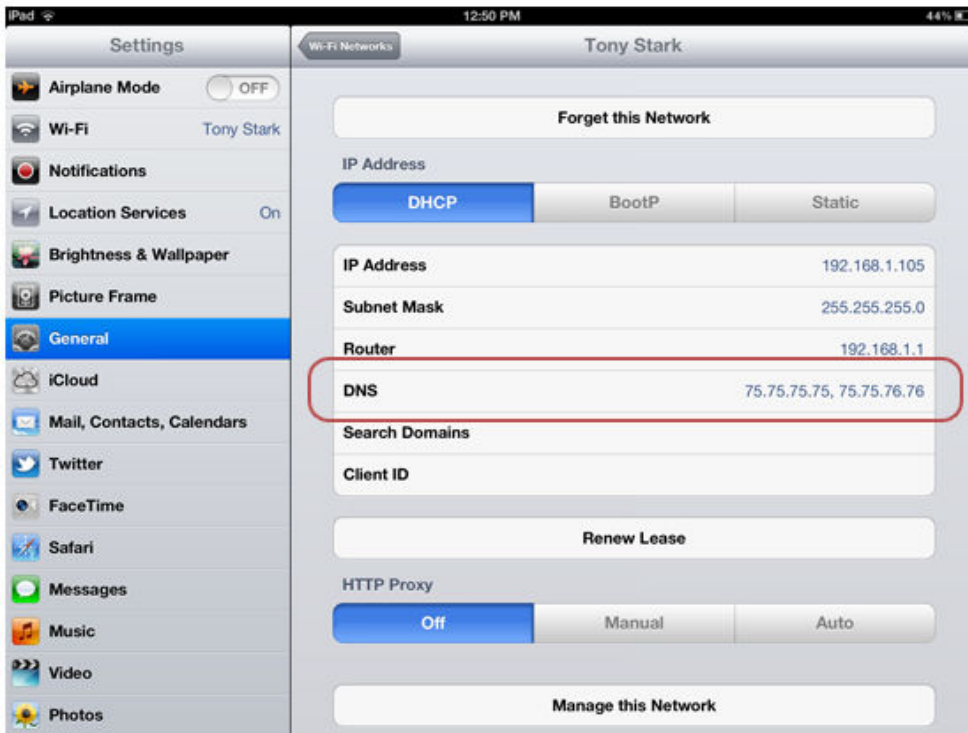 iPad 12:50 PM 44%
Settings
Airplane Mode OFF
Wi-Fi Tony Stark
Notifications
Location Services On
Brightness & Wallpaper
Picture Frame
General
iCloud
Mail, Contacts, Calendars
Twitter
FaceTime
Safari
Messages
Music
Video
Photos
Wi-Fi Networks Tony Stark
Forget this Network
IP Address
DHCP BootP Static
IP Address 192.168.1.105
Subnet Mask 255.255.255.0
Router 192.168.1.1
DNS 75.75.75.75, 75.75.76.76
Search Domains
Client ID
Renew Lease
HTTP Proxy
Off Manual Auto
Manage this Network